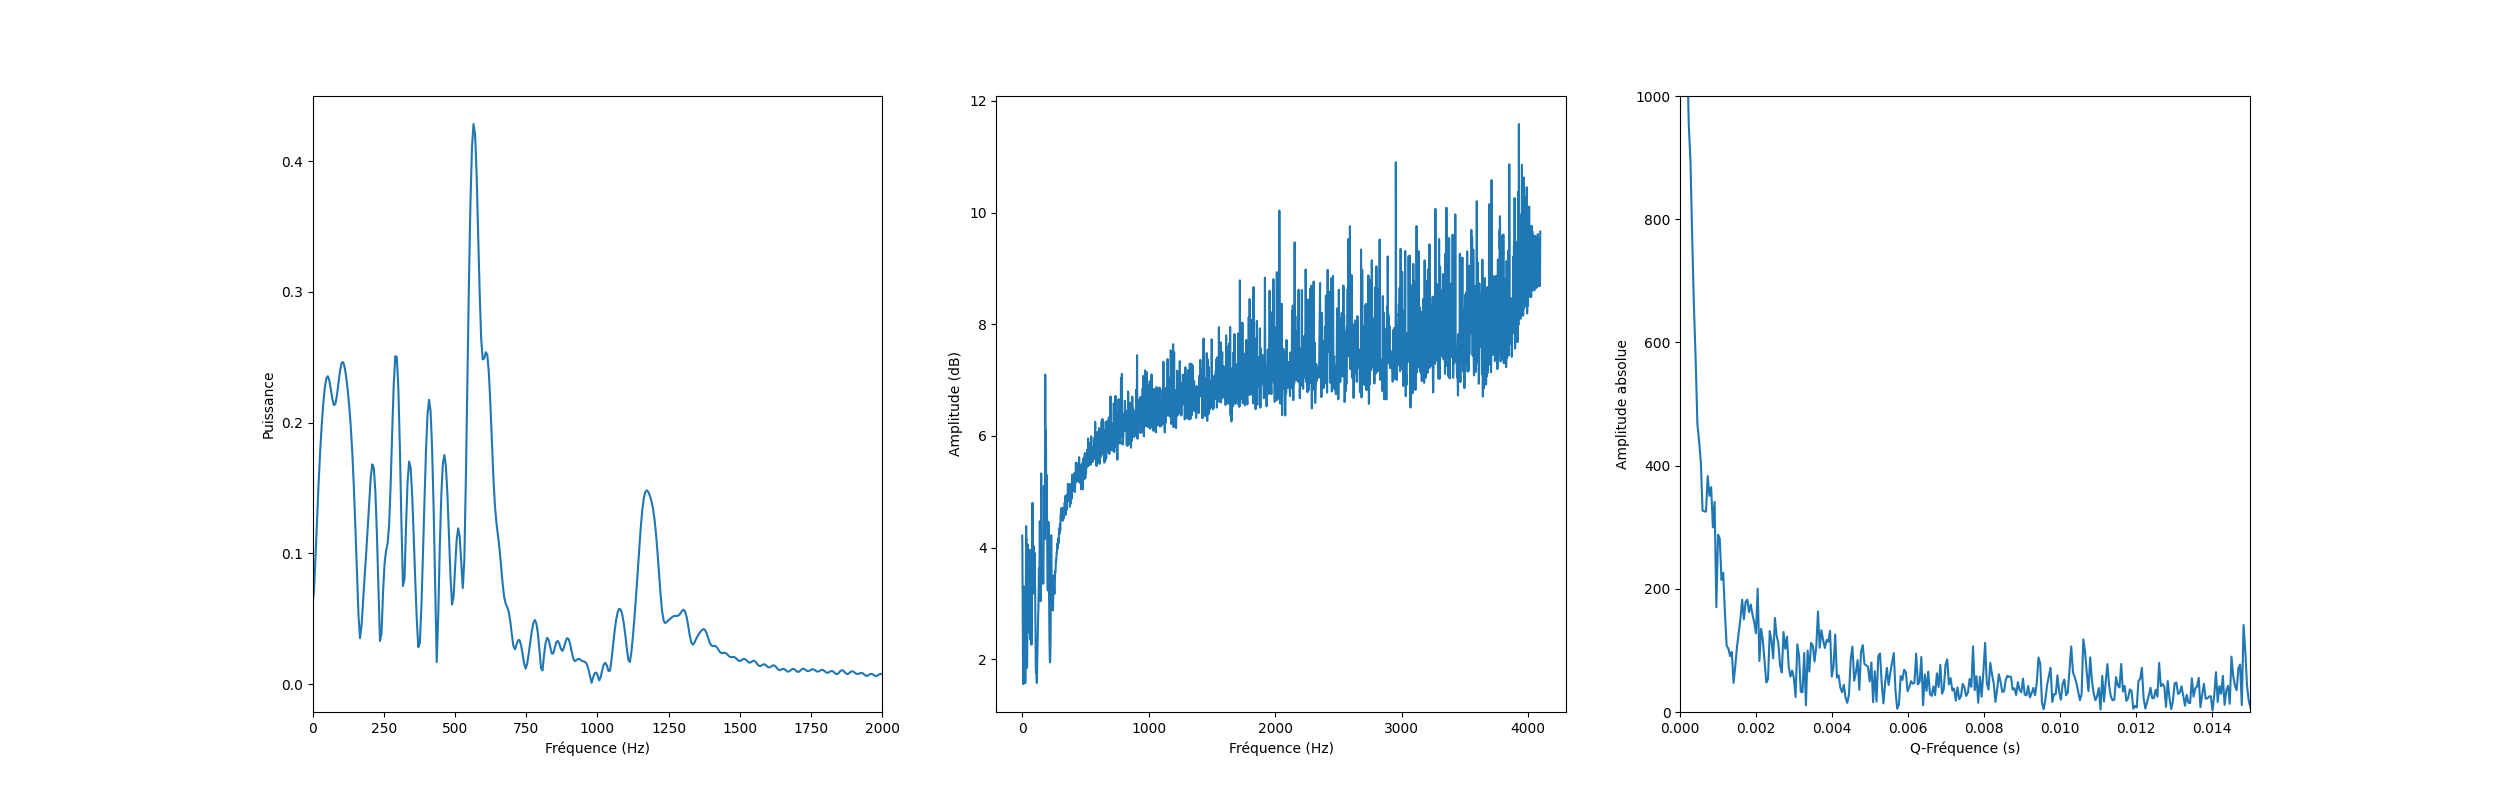 0.4
0.3
0.2
0.1
0.0
Puissance
0 250 500 750 1000 1250 1500 1750 2000
Fréquence (Hz)
12
10
8
6
4
2
Amplitude (dB)
0 1000 2000 3000 4000
Fréquence (Hz)
1000
800
600
400
200
0
Amplitude absolue
0.000 0.002 0.004 0.006 0.008 0.010 0.012 0.014
Q-Fréquence (s)